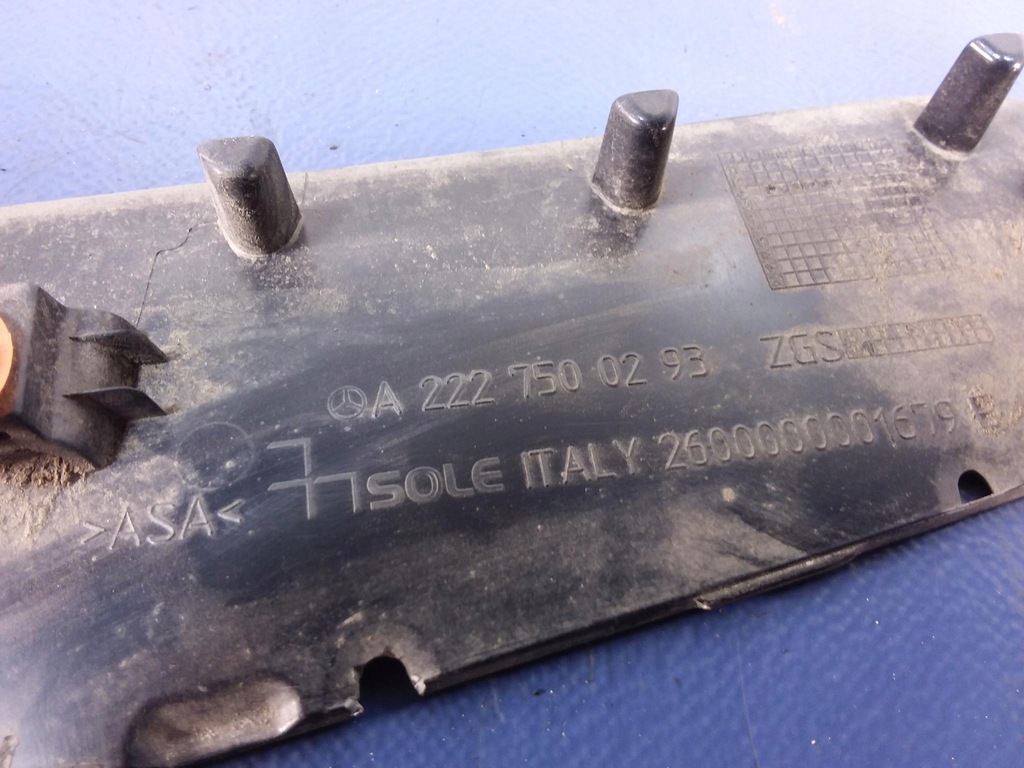 A 222 750 02 93 ZGS
SOLE ITALY 2600000001679
>ASA<